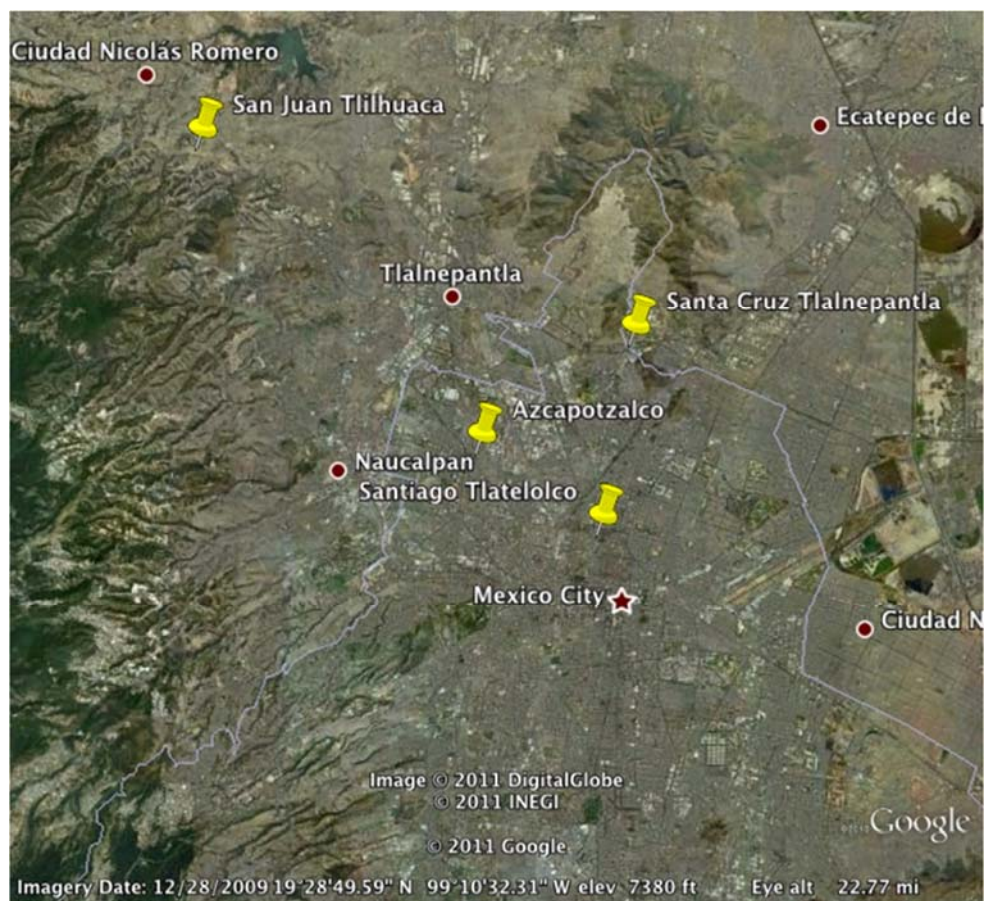 Ciudad Nicolás Romero
San Juan Tlilhuaca
Ecatepec de
Tlalnepantla
Santa Cruz Tlalnepantla
Azcapotzalco
Naucalpan
Santiago Tlatelolco
Mexico City
Ciudad N
Image © 2011 DigitalGlobe
© 2011 INEGI
Google
© 2011 Google
Imagery Date: 12/28/2009 19°28'49.59" N 99°10'32.31" W elev 7380 ft Eye alt 22.77 mi